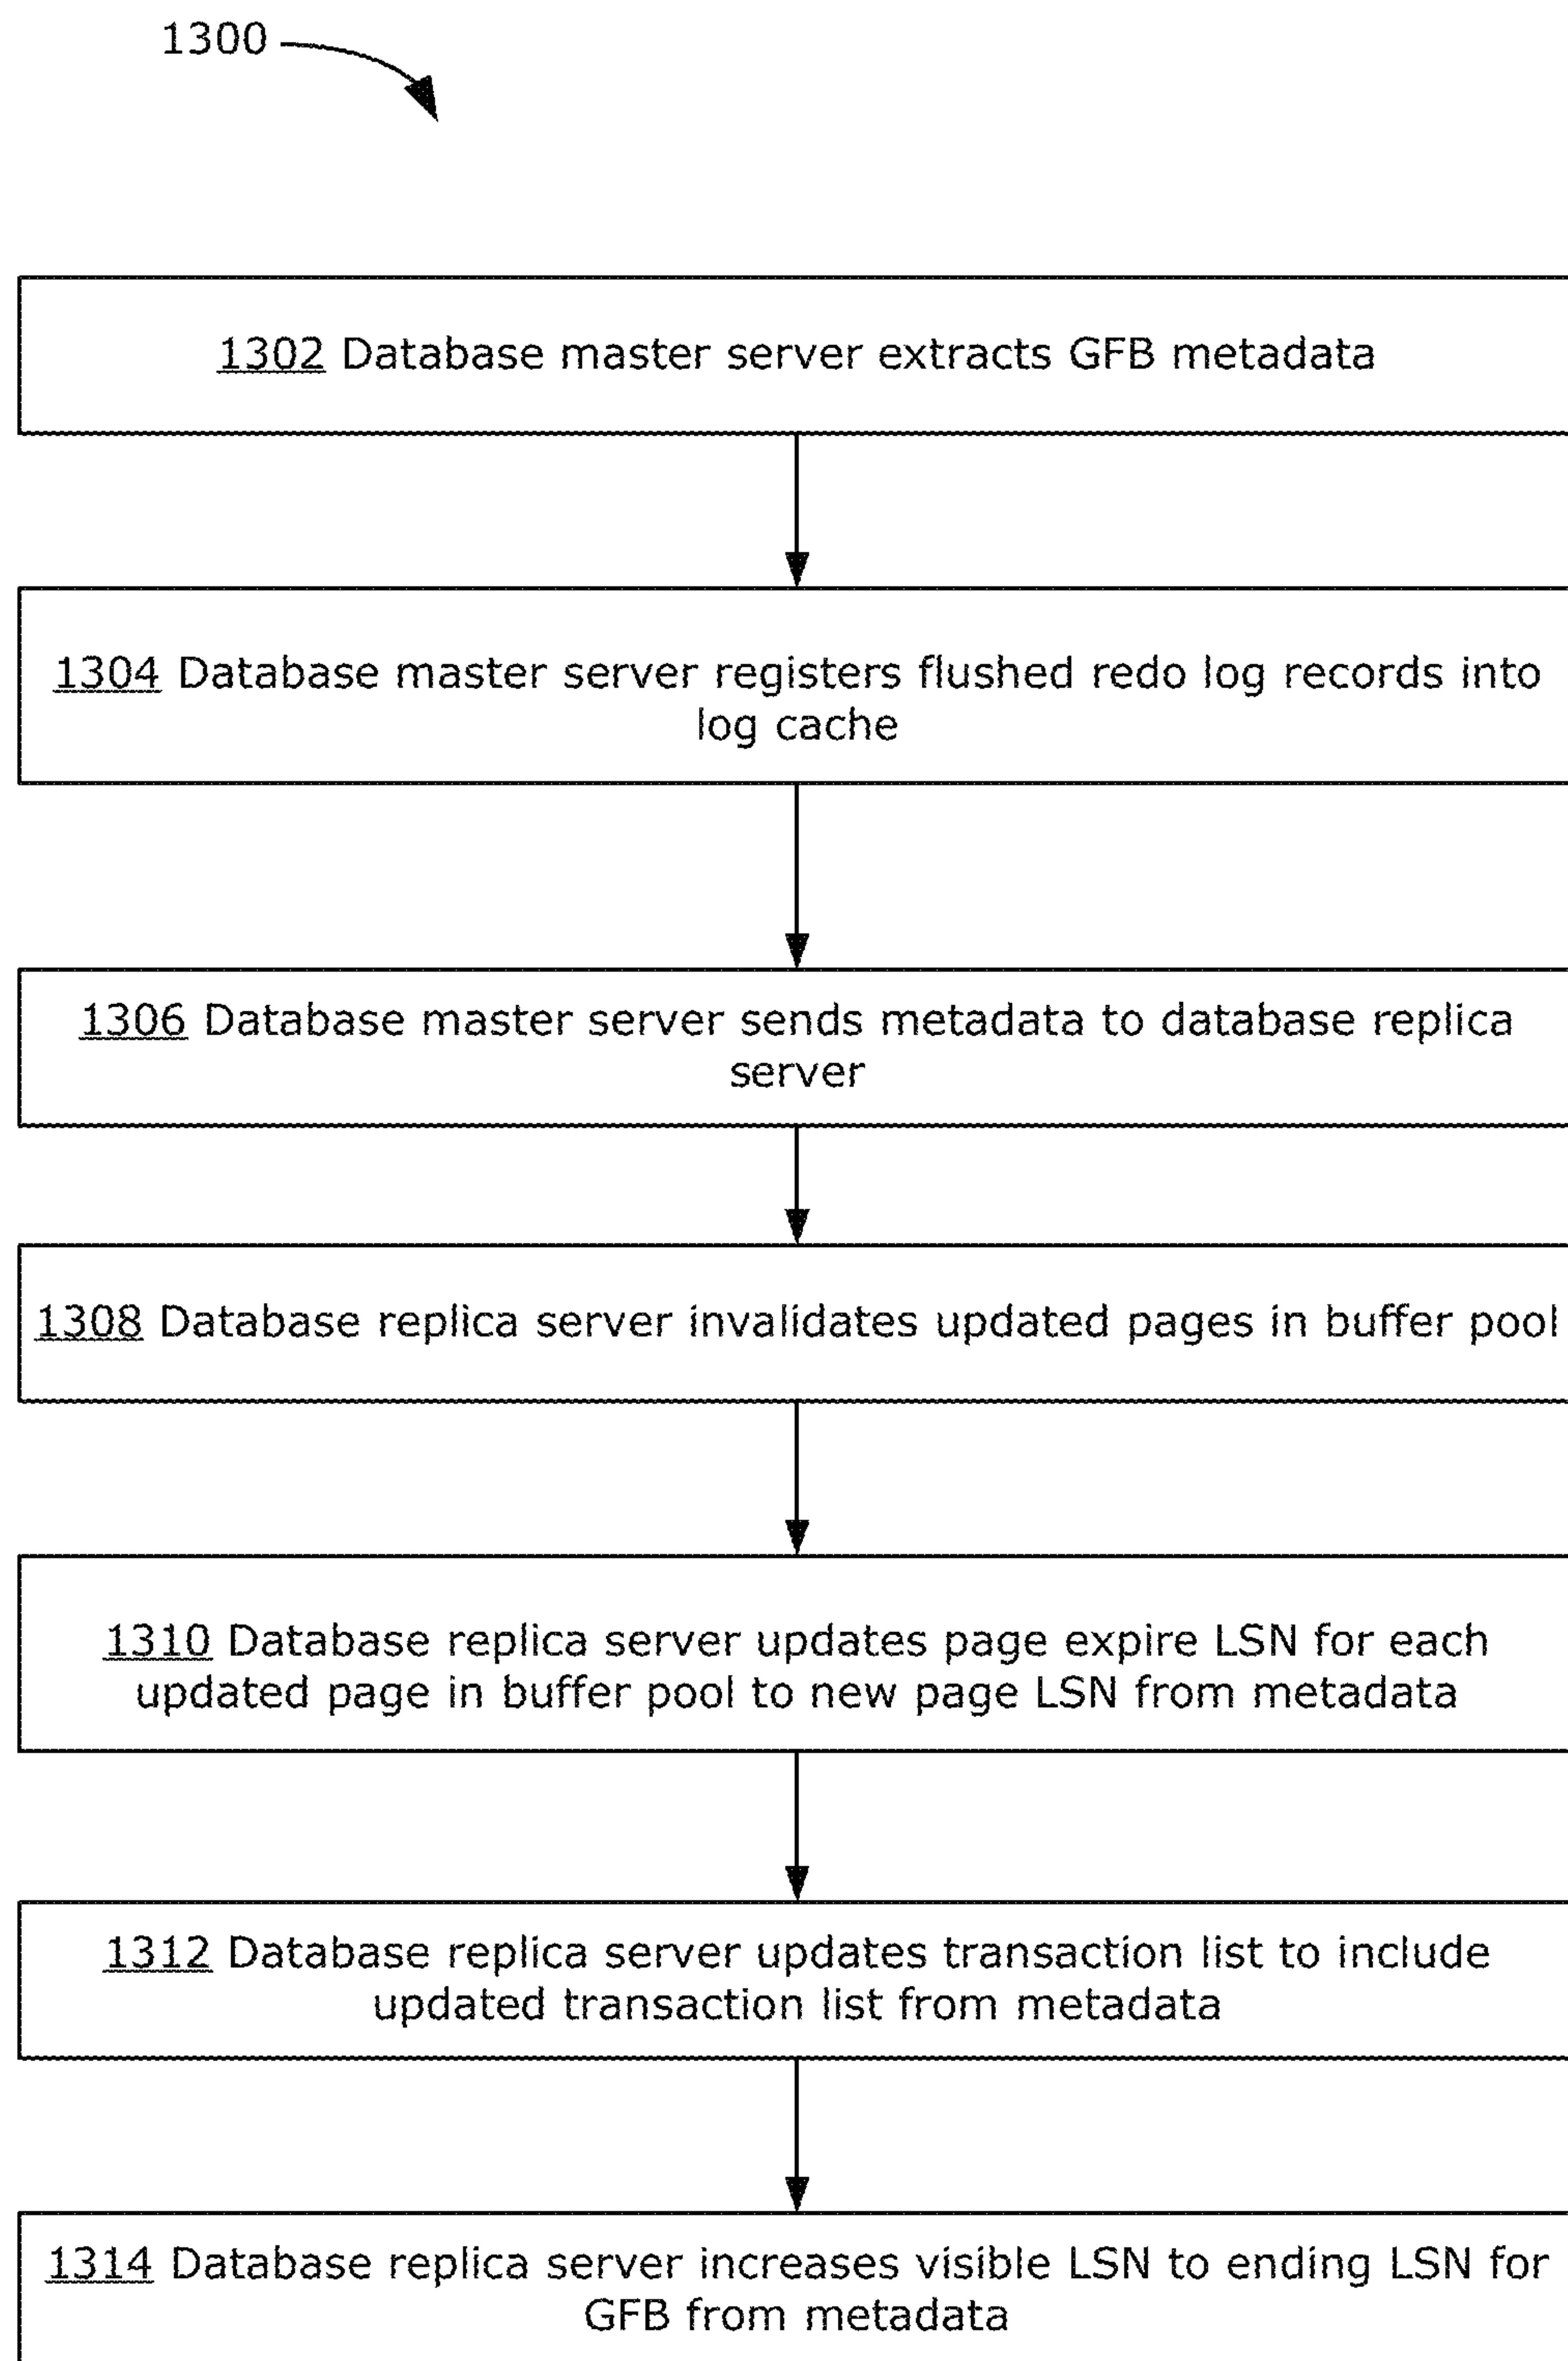 1300
1302 Database master server extracts GFB metadata
1304 Database master server registers flushed redo log records into
log cache
1306 Database master server sends metadata to database replica
server
1308 Database replica server invalidates updated pages in buffer pool
1310 Database replica server updates page expire LSN for each
updated page in buffer pool to new page LSN from metadata
1312 Database replica server updates transaction list to include
updated transaction list from metadata
1314 Database replica server increases visible LSN to ending LSN for
GFB from metadata